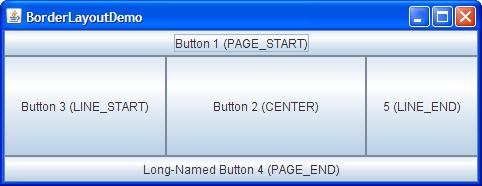 BorderLayoutDemo
Button 1 (PAGE_START)
Button 3 (LINE_START)
Button 2 (CENTER)
5 (LINE_END)
Long-Named Button 4 (PAGE_END)